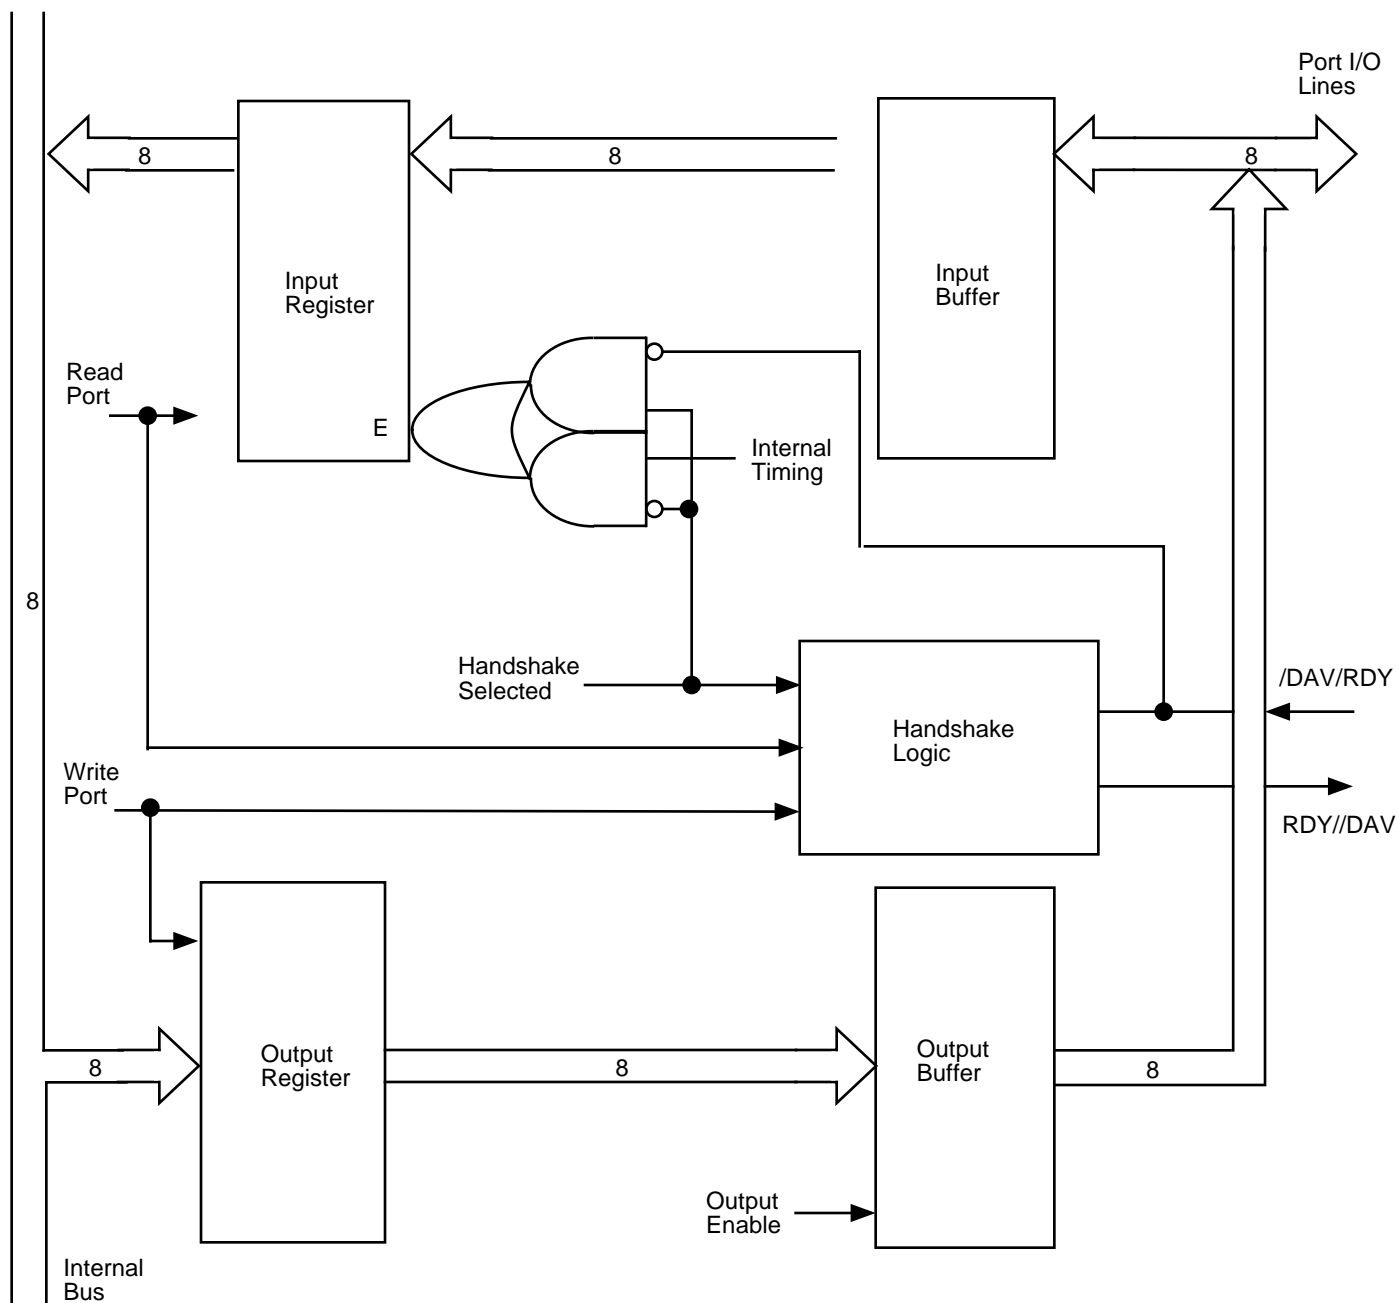 Port I/O
Lines
8
8
8
Input
Register
Input
Buffer
Read
Port
E
Internal
Timing
8
Handshake
Selected
/DAV/RDY
Handshake
Logic
Write
Port
RDY//DAV
Output
Register
Output
Buffer
8
8
8
Output
Enable
Internal
Bus